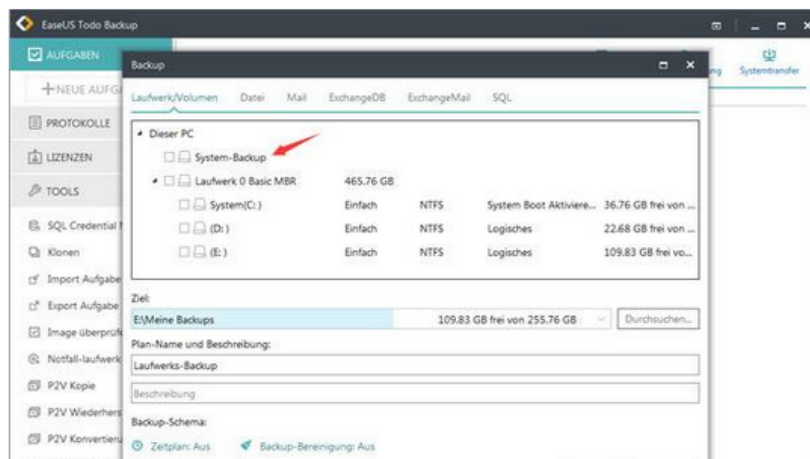 EaseUS Todo Backup
AUFGABEN
NEUE AUFGA
Systemtransfer
PROTOKOLLE
LIZENZEN
TOOLS
SQL Credential
Klonen
Import Aufgabe
Export Aufgabe
Image überprüfe
Notfall-laufwerk
P2V Kopie
P2V Wiederhers
P2V Konvertieru
Backup
Laufwerk/Volumen Datei Mail ExchangeDB ExchangeMail SQL
Dieser PC
System-Backup
Laufwerk 0 Basic MBR 465.76 GB
System(C: ) Einfach NTFS System Boot Aktiviere... 36.76 GB frei von ...
(D: ) Einfach NTFS Logisches 22.68 GB frei von ...
(E: ) Einfach NTFS Logisches 109.83 GB frei vo...
Ziel:
E:\Meine Backups 109.83 GB frei von 255.76 GB Durchsuchen...
Plan-Name und Beschreibung:
Laufwerks-Backup
Beschreibung
Backup-Schema:
Zeitplan: Aus Backup-Bereinigung: Aus